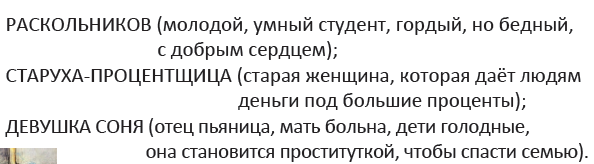 РАСКОЛЬНИКОВ (молодой, умный студент, гордый, но бедный,
с добрым сердцем);
СТАРУХА-ПРОЦЕНТЩИЦА (старая женщина, которая даёт людям
деньги под большие проценты);
ДЕВУШКА СОНЯ (отец пьяница, мать больна, дети голодные,
она становится проституткой, чтобы спасти семью).